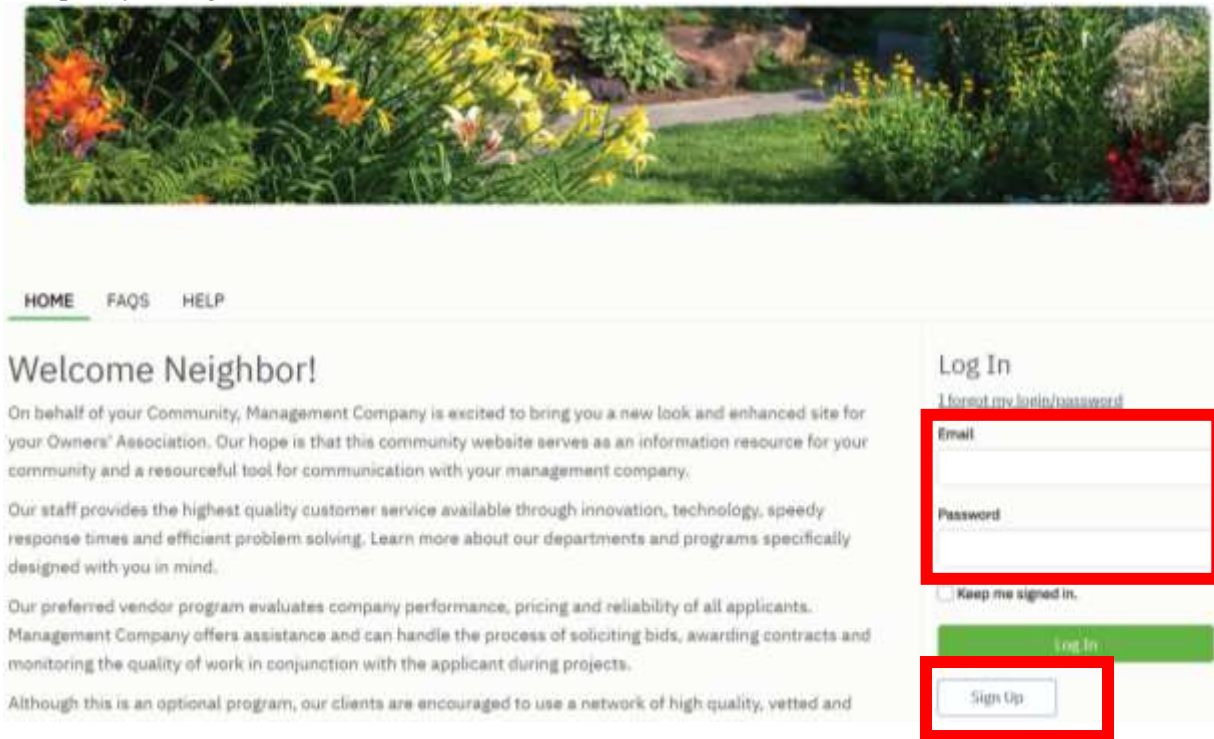 HOME FAQS HELP
Welcome Neighbor!
On behalf of your Community, Management Company is excited to bring you a new look and enhanced site for
your Owners' Association. Our hope is that this community website serves as an information resource for your
community and a resourceful tool for communication with your management company.
Our staff provides the highest quality customer service available through innovation, technology, speedy
response times and efficient problem solving. Learn more about our departments and programs specifically
designed with you in mind.
Our preferred vendor program evaluates company performance, pricing and reliability of all applicants.
Management Company offers assistance and can handle the process of soliciting bids, awarding contracts and
monitoring the quality of work in conjunction with the applicant during projects.
Although this is an optional program, our clients are encouraged to use a network of high quality, vetted and
Log In
I forgot my login/password
Email
Password
Keep me signed in.
Log In
Sign Up